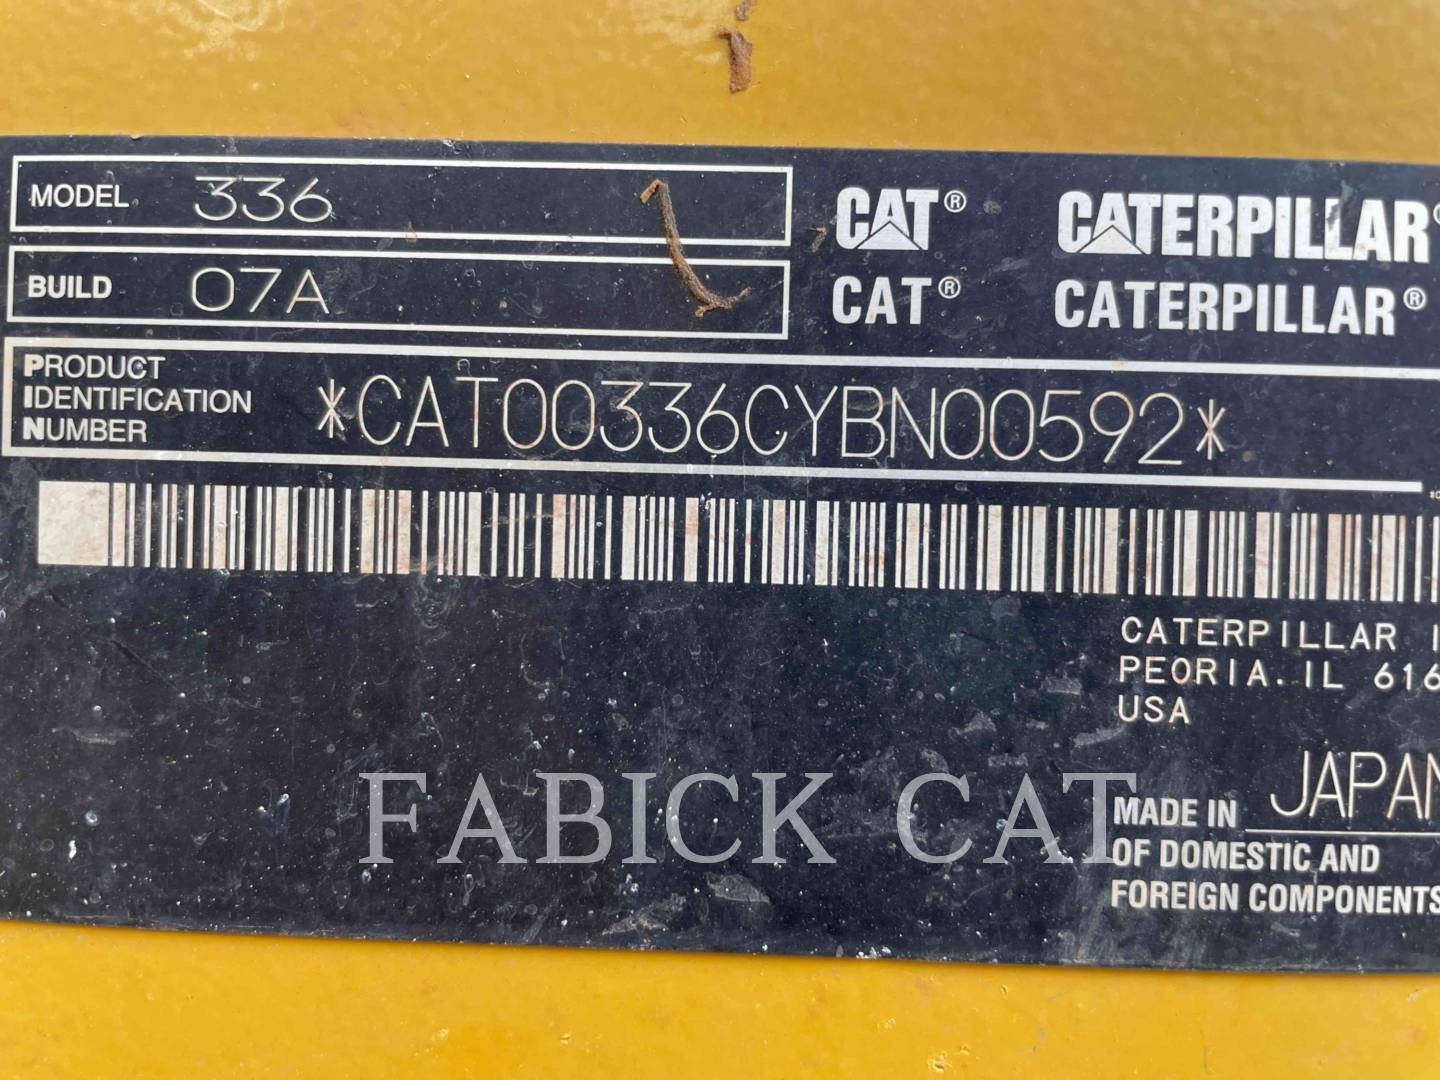 MODEL 336
BUILD 07A
CAT® CATERPILLAR®
CAT® CATERPILLAR®
PRODUCT
IDENTIFICATION
NUMBER
*CAT00336CYBN00592*
CATERPILLAR
PEORIA. IL 616
USA
MADE IN JAPAN
OF DOMESTIC AND
FOREIGN COMPONENTS
FABICK CAT